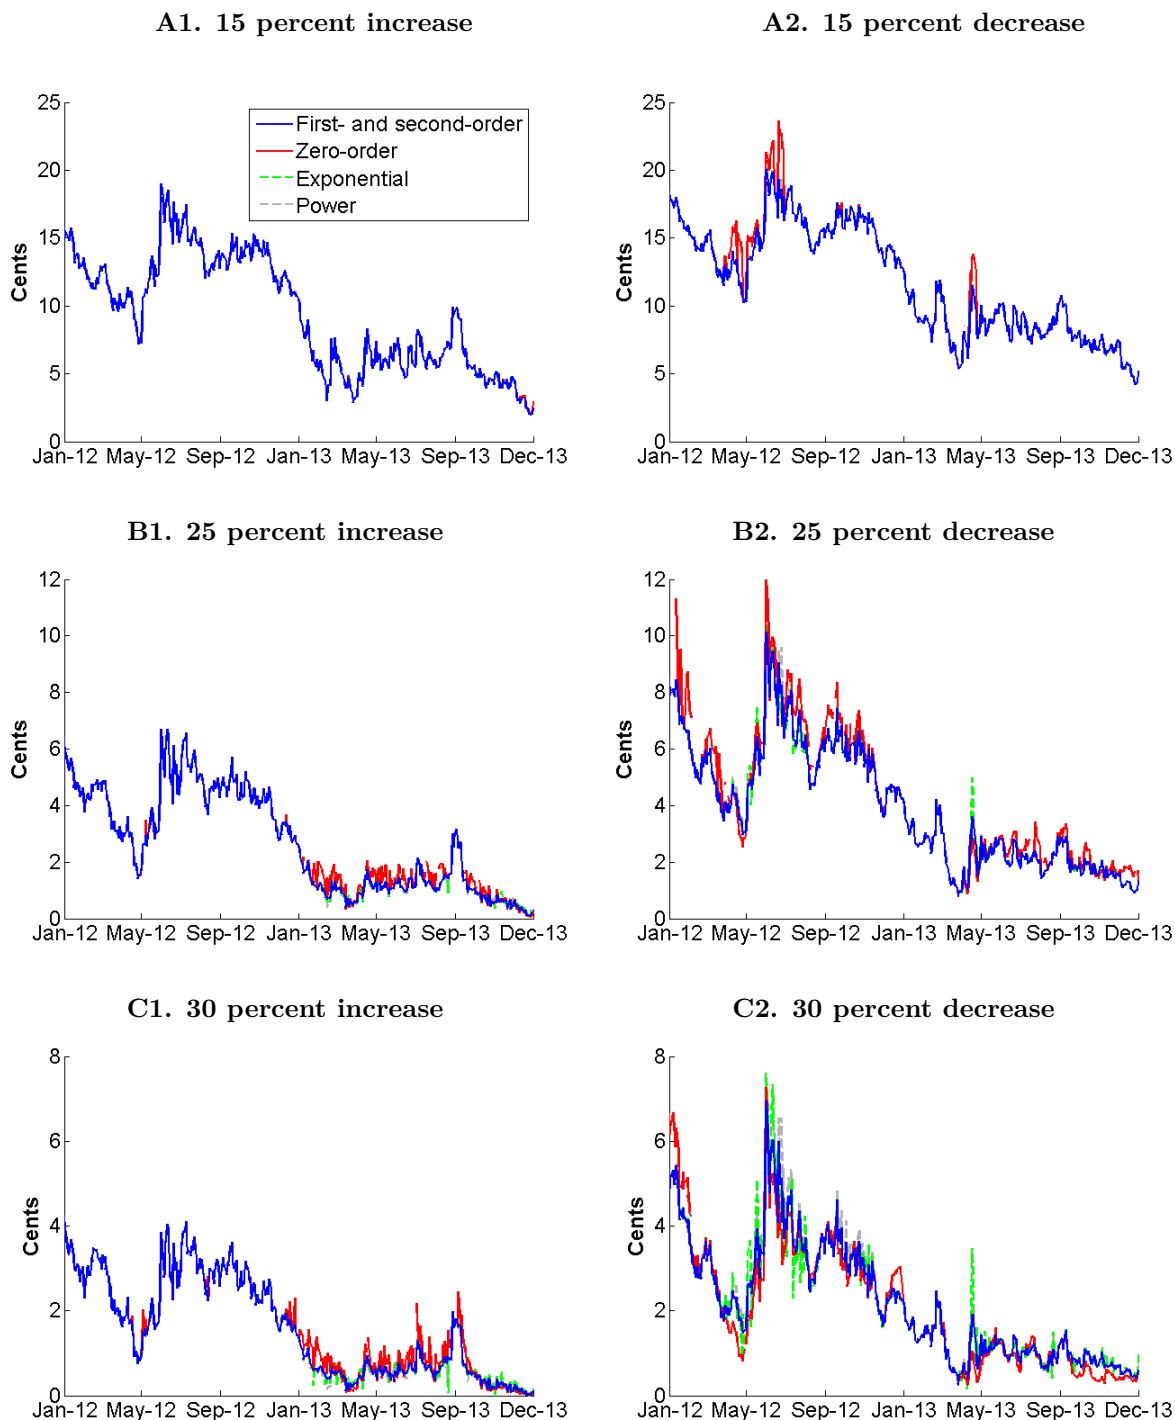 A1. 15 percent increase
A2. 15 percent decrease
25
20
15
10
5
0
Cents
Jan-12 May-12 Sep-12 Jan-13 May-13 Sep-13 Dec-13
First- and second-order
Zero-order
Exponential
Power
25
20
15
10
5
0
Cents
Jan-12 May-12 Sep-12 Jan-13 May-13 Sep-13 Dec-13
B1. 25 percent increase
B2. 25 percent decrease
12
10
8
6
4
2
0
Cents
Jan-12 May-12 Sep-12 Jan-13 May-13 Sep-13 Dec-13
12
10
8
6
4
2
0
Cents
Jan-12 May-12 Sep-12 Jan-13 May-13 Sep-13 Dec-13
C1. 30 percent increase
C2. 30 percent decrease
8
6
4
2
0
Cents
Jan-12 May-12 Sep-12 Jan-13 May-13 Sep-13 Dec-13
8
6
4
2
0
Cents
Jan-12 May-12 Sep-12 Jan-13 May-13 Sep-13 Dec-13